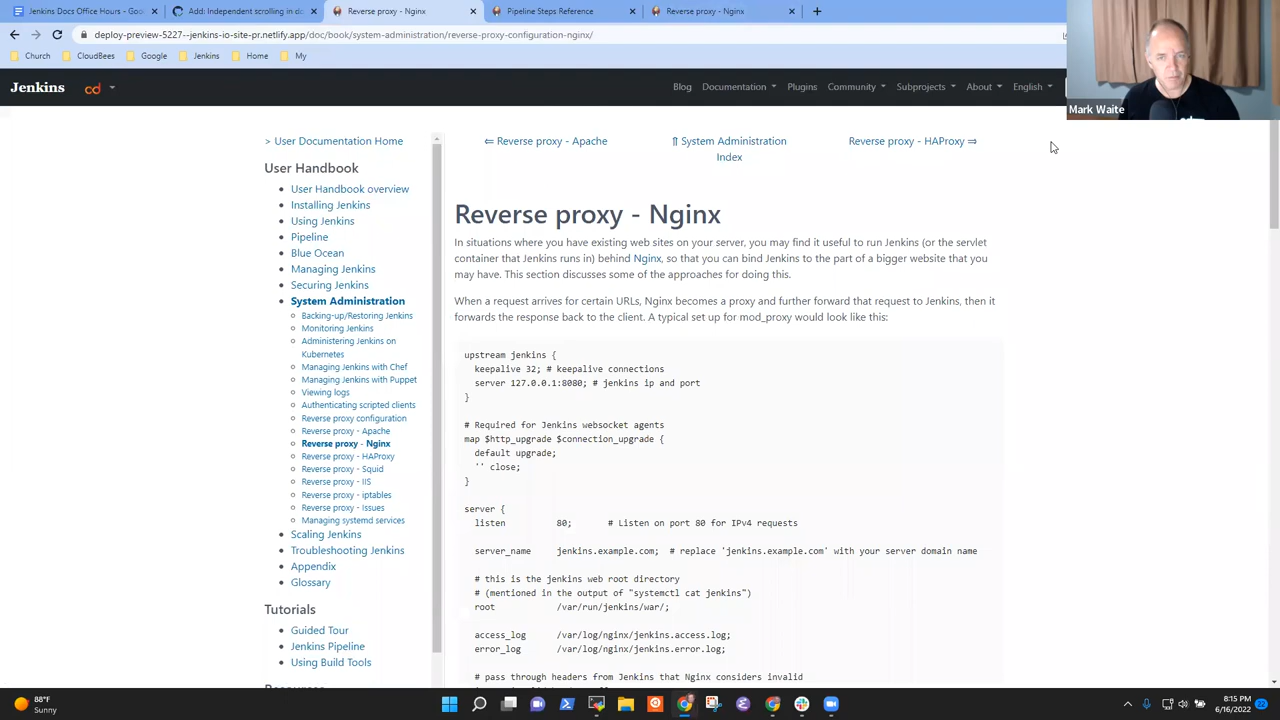 Jenkins Docs Office Hours - Goo
Add: Independent scrolling in do
Reverse proxy - Nginx
Pipeline Steps Reference
Reverse proxy - Nginx
deploy-preview-5227--jenkins-io-site-pr.netlify.app/doc/book/system-administration/reverse-proxy-configuration-nginx/
Church
CloudBees
Google
Jenkins
Home
My
Mark Waite
Jenkins
cd
Blog
Documentation
Plugins
Community
Subprojects
About
English
> User Documentation Home
User Handbook
User Handbook overview
Installing Jenkins
Using Jenkins
Pipeline
Blue Ocean
Managing Jenkins
Securing Jenkins
System Administration
Backing-up/Restoring Jenkins
Monitoring Jenkins
Administering Jenkins on
Kubernetes
Managing Jenkins with Chef
Managing Jenkins with Puppet
Viewing logs
Authenticating scripted clients
Reverse proxy configuration
Reverse proxy - Apache
Reverse proxy - Nginx
Reverse proxy - HAProxy
Reverse proxy - Squid
Reverse proxy - IIS
Reverse proxy - iptables
Reverse proxy - Issues
Managing systemd services
Scaling Jenkins
Troubleshooting Jenkins
Appendix
Glossary
Tutorials
Guided Tour
Jenkins Pipeline
Using Build Tools
⇐ Reverse proxy - Apache
⇑ System Administration
Index
Reverse proxy - HAProxy ⇒
Reverse proxy - Nginx
In situations where you have existing web sites on your server, you may find it useful to run Jenkins (or the servlet
container that Jenkins runs in) behind Nginx, so that you can bind Jenkins to the part of a bigger website that you
may have. This section discusses some of the approaches for doing this.
When a request arrives for certain URLs, Nginx becomes a proxy and further forward that request to Jenkins, then it
forwards the response back to the client. A typical set up for mod_proxy would look like this:
upstream jenkins {
keepalive 32; # keepalive connections
server 127.0.0.1:8080; # jenkins ip and port
}
# Required for Jenkins websocket agents
map $http_upgrade $connection_upgrade {
default upgrade;
'' close;
}
server {
listen 80; # Listen on port 80 for IPv4 requests
server_name jenkins.example.com; # replace 'jenkins.example.com' with your server domain name
# this is the jenkins web root directory
# (mentioned in the output of "systemctl cat jenkins")
root /var/run/jenkins/war/;
access_log /var/log/nginx/jenkins.access.log;
error_log /var/log/nginx/jenkins.error.log;
# pass through headers from Jenkins that Nginx considers invalid
88°F
Sunny
8:15 PM
6/16/2022
22